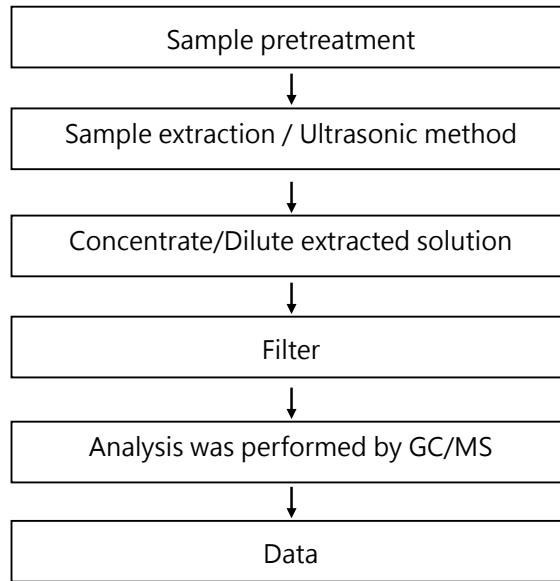 Sample pretreatment
Sample extraction / Ultrasonic method
Concentrate/Dilute extracted solution
Filter
Analysis was performed by GC/MS
Data